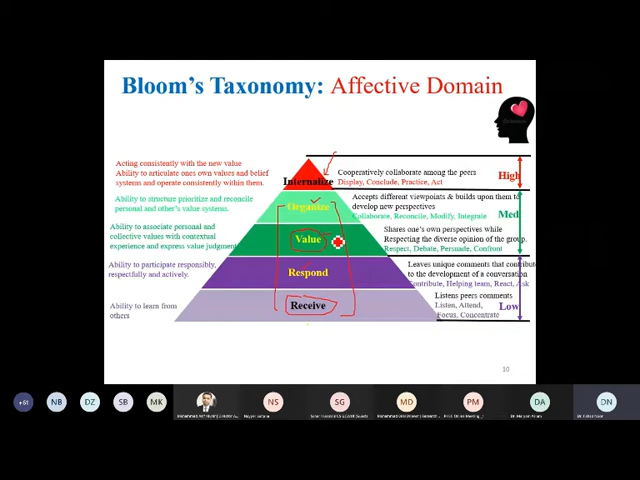 Bloom's Taxonomy: Affective Domain
Acting consistently with the new value
Ability to articulate ones own values and belief
systems and operate consistently within them.
Internalize
Cooperatively collaborate among the peers
Display, Conclude, Practice, Act
High
Ability to structure prioritize and reconcile
personal and other's value systems.
Organize
Accepts different viewpoints & builds upon them to
develop new perspectives
Collaborate, Reconcile, Modify, Integrate
Med
Ability to associate personal and
collective values with contextual
experience and express value judgment
Value
Shares one's own perspectives while
Respecting the diverse opinion of the group.
Respect, Debate, Persuade, Confront
Ability to participate responsibly,
respectfully and actively.
Respond
Leaves unique comments that contribut
to the development of a conversation
Contribute, Helping team, React, Ask
Ability to learn from
others
Receive
Listens peers comments
Listen, Attend,
Focus, Concentrate
Low
10
+61
NB
DZ
SB
MK
NS
SG
MD
PM
DA
DN